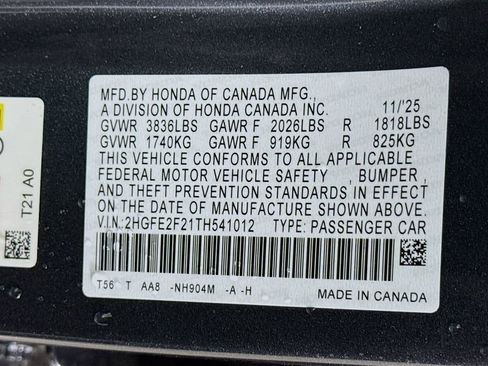 MFD.BY HONDA OF CANADA MFG.,
A DIVISION OF HONDA CANADA INC. 11/'25
GVWR 3836LBS GAWR F 2026LBS R 1818LBS
GVWR 1740KG GAWR F 919KG R 825KG
THIS VEHICLE CONFORMS TO ALL APPLICABLE
FEDERAL MOTOR VEHICLE SAFETY , BUMPER,
AND THEFT PREVENTION STANDARDS IN EFFECT
ON THE DATE OF MANUFACTURE SHOWN ABOVE.
V.I.N.:2HGFE2F21TH541012 TYPE: PASSENGER CAR
T56 T AA8 -NH904M -A -H
MADE IN CANADA
T21 A0